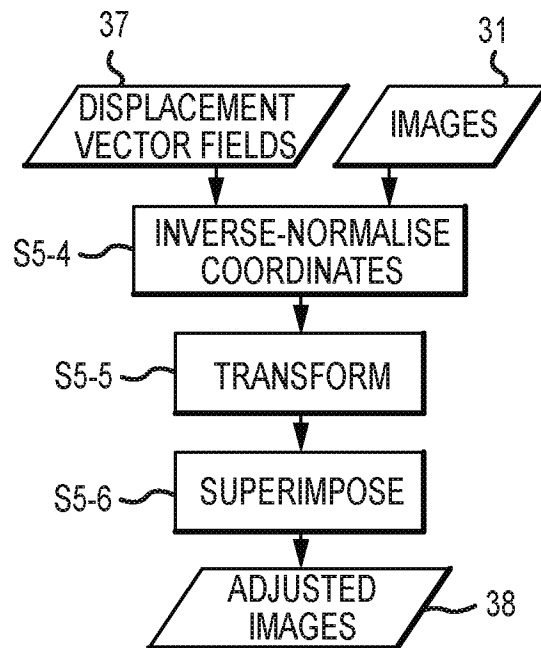 37
31
DISPLACEMENT
VECTOR FIELDS
IMAGES
S5-4
INVERSE-NORMALISE
COORDINATES
S5-5
TRANSFORM
S5-6
SUPERIMPOSE
ADJUSTED
IMAGES
38